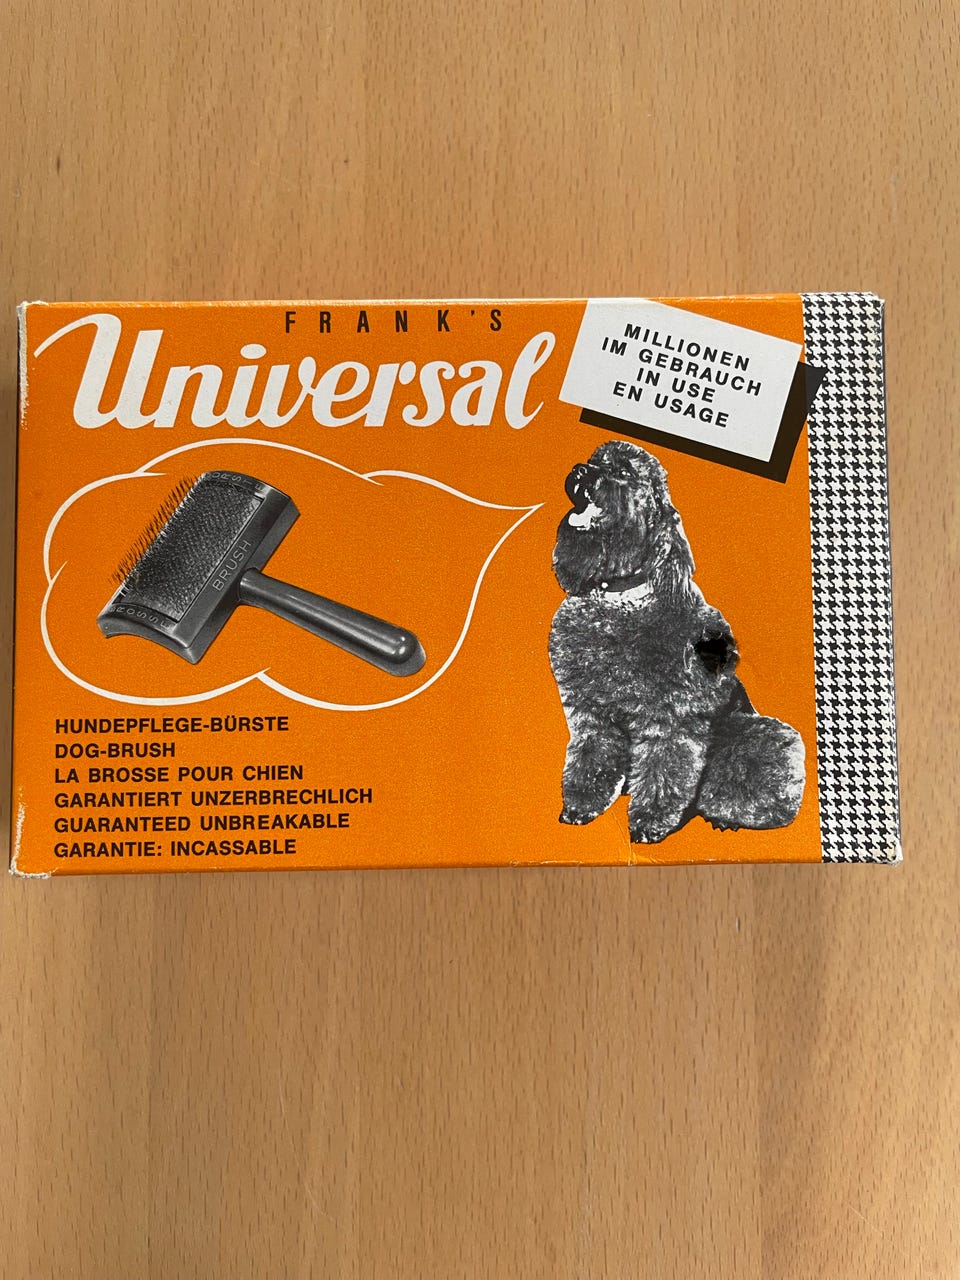 FRANK'S
Universal
MILLIONEN
IM GEBRAUCH
IN USE
EN USAGE
BRUSH
BROSSE
HUNDEPFLEGE-BÜRSTE
DOG-BRUSH
LA BROSSE POUR CHIEN
GARANTIERT UNZERBRECHLICH
GUARANTEED UNBREAKABLE
GARANTIE: INCASSABLE